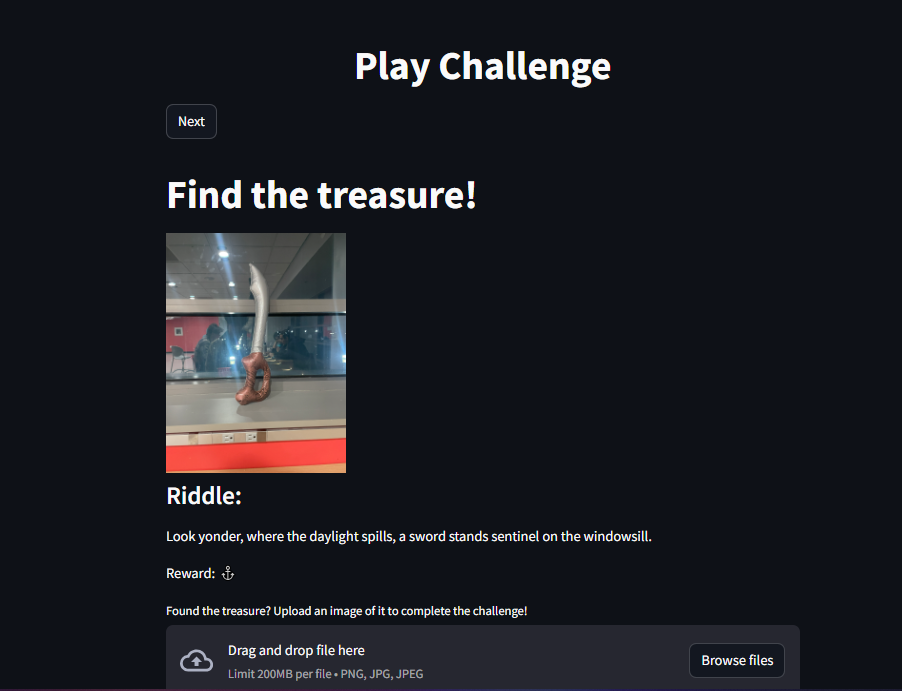 Play Challenge
Next
Find the treasure!
Riddle:
Look yonder, where the daylight spills, a sword stands sentinel on the windowsill.
Reward: ⚓
Found the treasure? Upload an image of it to complete the challenge!
Drag and drop file here
Browse files
Limit 200MB per file • PNG, JPG, JPEG